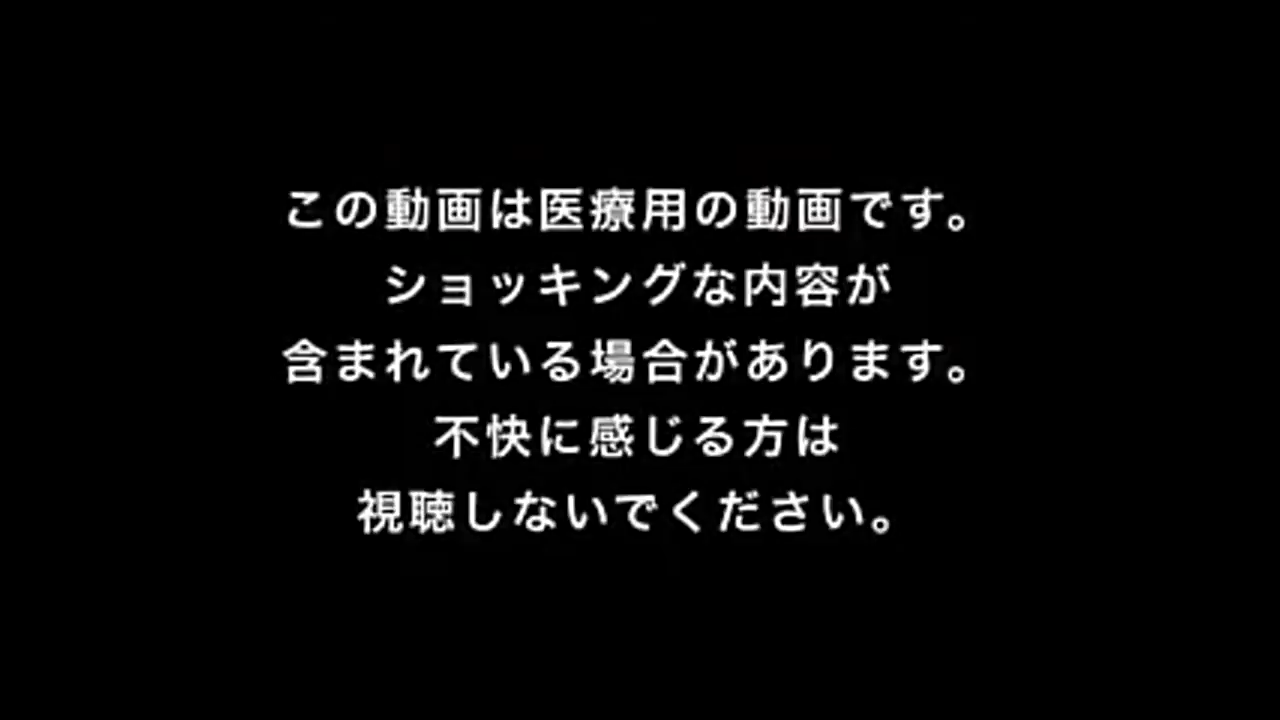 この動画は医療用の動画です。
ショッキングな内容が
含まれている場合があります。
不快に感じる方は
視聴しないでください。